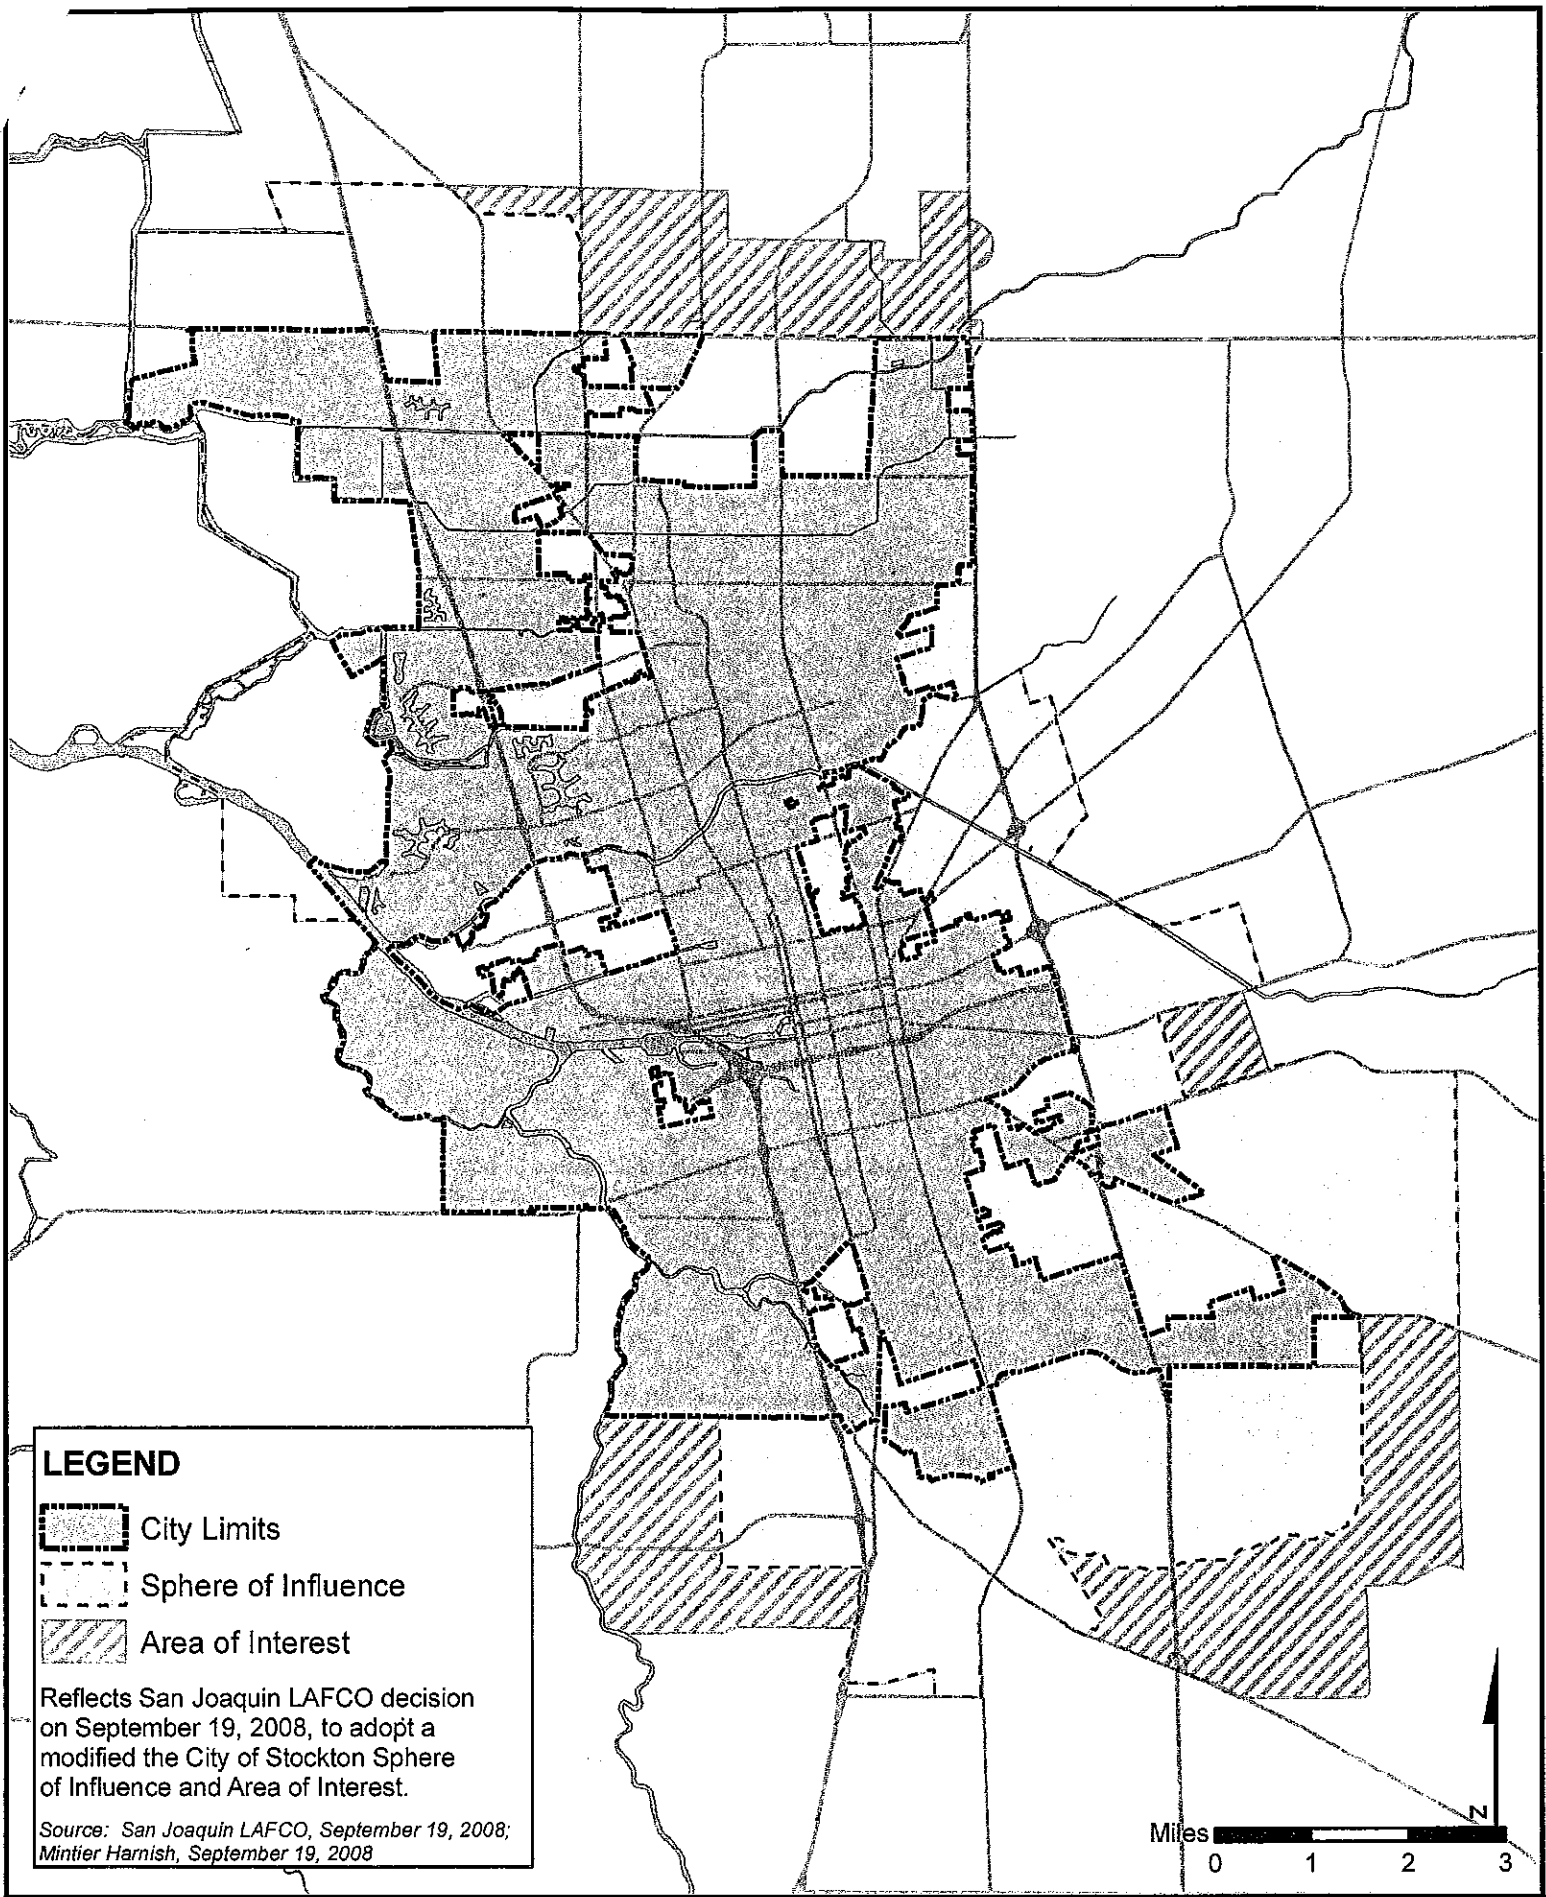 LEGEND
City Limits
Sphere of Influence
Area of Interest
Reflects San Joaquin LAFCO decision
on September 19, 2008, to adopt a
modified the City of Stockton Sphere
of Influence and Area of Interest.
Source: San Joaquin LAFCO, September 19, 2008;
Mintier Harnish, September 19, 2008
N
Miles
0 1 2 3